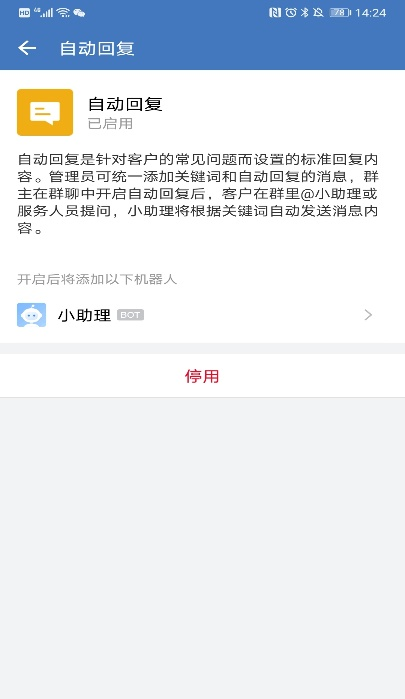 HD 4G 78 14:24
自动回复
自动回复
已启用
自动回复是针对客户的常见问题而设置的标准回复内
容。管理员可统一添加关键词和自动回复的消息，群
主在群聊中开启自动回复后，客户在群里@小助理或
服务人员提问，小助理将根据关键词自动发送消息内
容。
开启后将添加以下机器人
小助理 BOT
停用